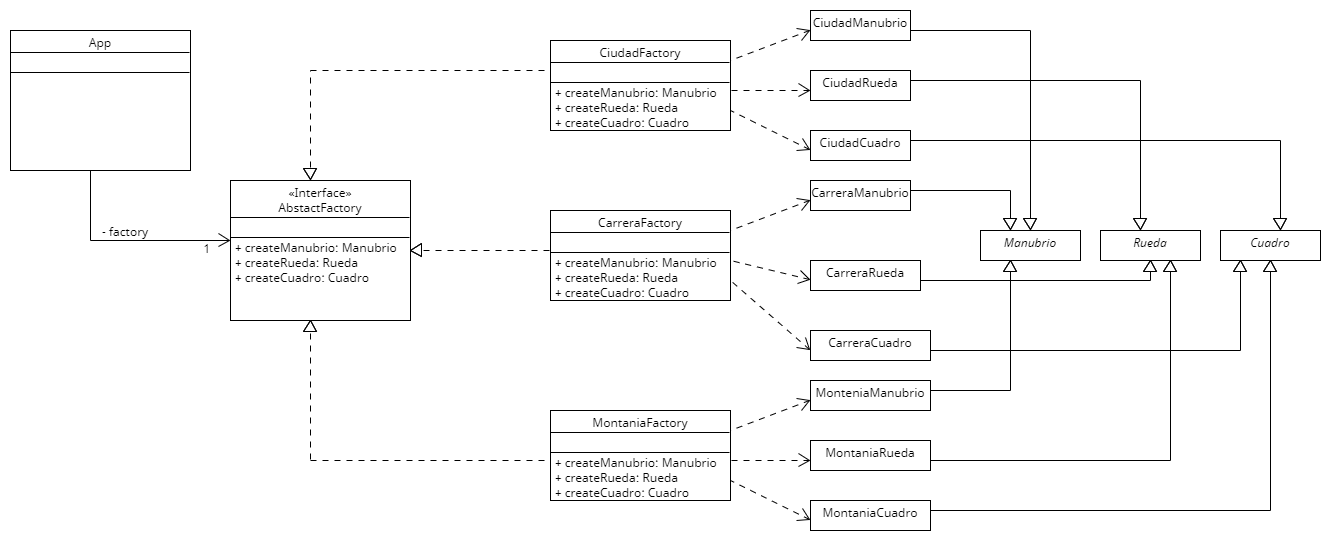 App
- factory
1
«Interface»
AbstactFactory
+ createManubrio: Manubrio
+ createRueda: Rueda
+ createCuadro: Cuadro
CiudadFactory
+ createManubrio: Manubrio
+ createRueda: Rueda
+ createCuadro: Cuadro
CarreraFactory
+ createManubrio: Manubrio
+ createRueda: Rueda
+ createCuadro: Cuadro
MontaniaFactory
+ createManubrio: Manubrio
+ createRueda: Rueda
+ createCuadro: Cuadro
CiudadManubrio
CiudadRueda
CiudadCuadro
CarreraManubrio
CarreraRueda
CarreraCuadro
MonteniaManubrio
MontaniaRueda
MontaniaCuadro
Manubrio
Rueda
Cuadro